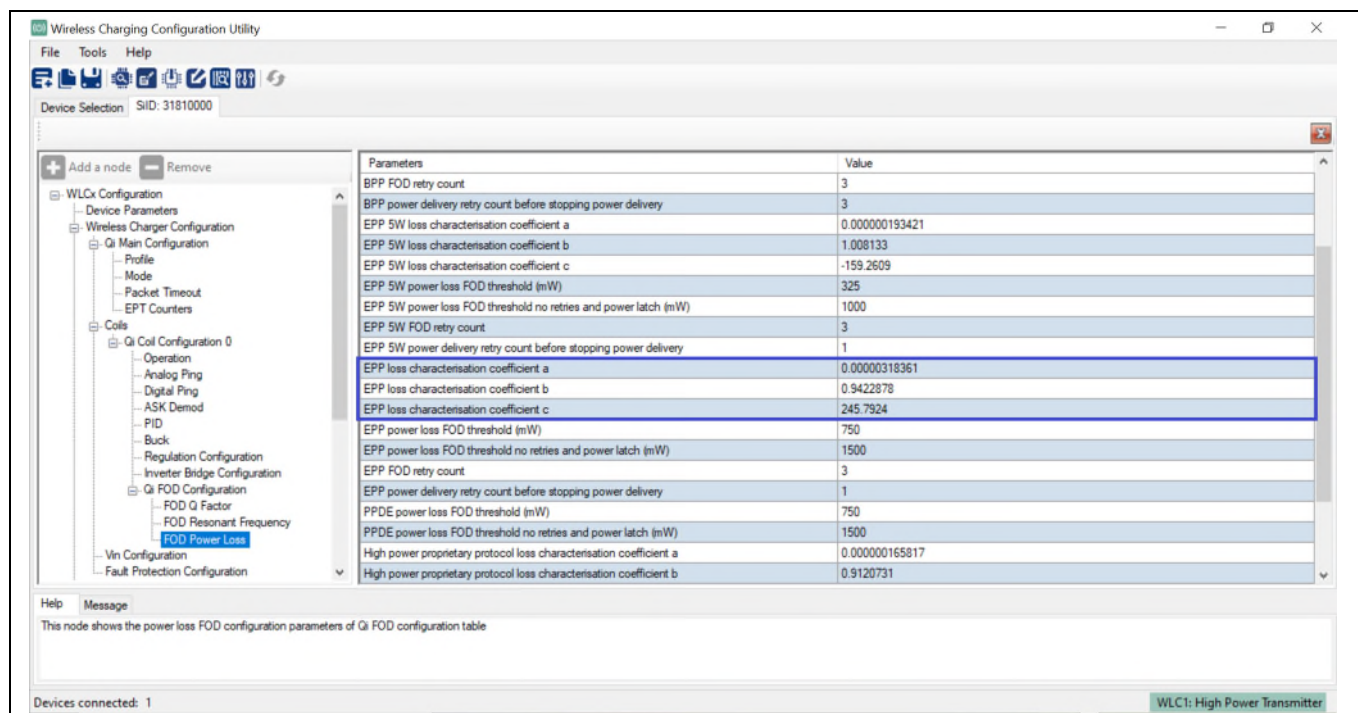 Wireless Charging Configuration Utility
File Tools Help
Device Selection SIID: 31810000
Add a node Remove
WLCx Configuration
Device Parameters
Wireless Charger Configuration
Qi Main Configuration
Profile
Mode
Packet Timeout
EPT Counters
Coils
Qi Coil Configuration 0
Operation
Analog Ping
Digital Ping
ASK Demod
PID
Buck
Regulation Configuration
Inverter Bridge Configuration
Qi FOD Configuration
FOD Q Factor
FOD Resonant Frequency
FOD Power Loss
Vin Configuration
Fault Protection Configuration
Parameters Value
BPP FOD retry count 3
BPP power delivery retry count before stopping power delivery 3
EPP 5W loss characterisation coefficient a 0.000000193421
EPP 5W loss characterisation coefficient b 1.008133
EPP 5W loss characterisation coefficient c -159.2609
EPP 5W power loss FOD threshold (mW) 325
EPP 5W power loss FOD threshold no retries and power latch (mW) 1000
EPP 5W FOD retry count 3
EPP 5W power delivery retry count before stopping power delivery 1
EPP loss characterisation coefficient a 0.00000318361
EPP loss characterisation coefficient b 0.9422878
EPP loss characterisation coefficient c 245.7924
EPP power loss FOD threshold (mW) 750
EPP power loss FOD threshold no retries and power latch (mW) 1500
EPP FOD retry count 3
EPP power delivery retry count before stopping power delivery 1
PPDE power loss FOD threshold (mW) 750
PPDE power loss FOD threshold no retries and power latch (mW) 1500
High power proprietary protocol loss characterisation coefficient a 0.000000165817
High power proprietary protocol loss characterisation coefficient b 0.9120731
Help Message
This node shows the power loss FOD configuration parameters of Qi FOD configuration table
Devices connected: 1 WLC1: High Power Transmitter